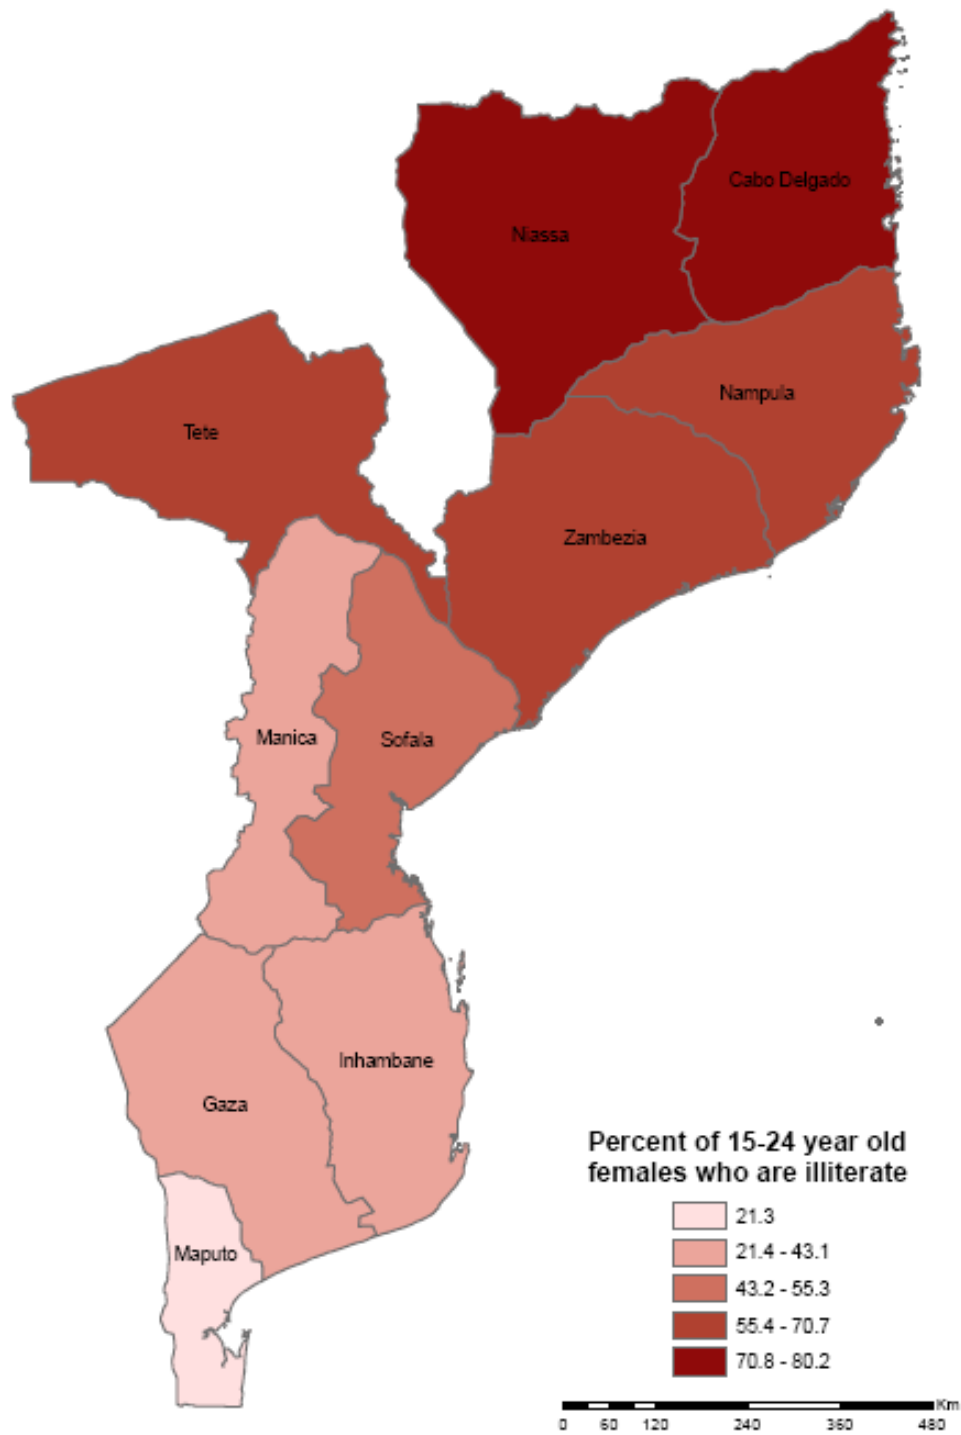 Cabo Delgado
Niassa
Nampula
Tete
Zambezia
Manica
Sofala
Inhambane
Gaza
Maputo
Percent of 15-24 year old
females who are illiterate
21.3
21.4 - 43.1
43.2 - 55.3
55.4 - 70.7
70.8 - 80.2
Km
0 60 120 240 360 480